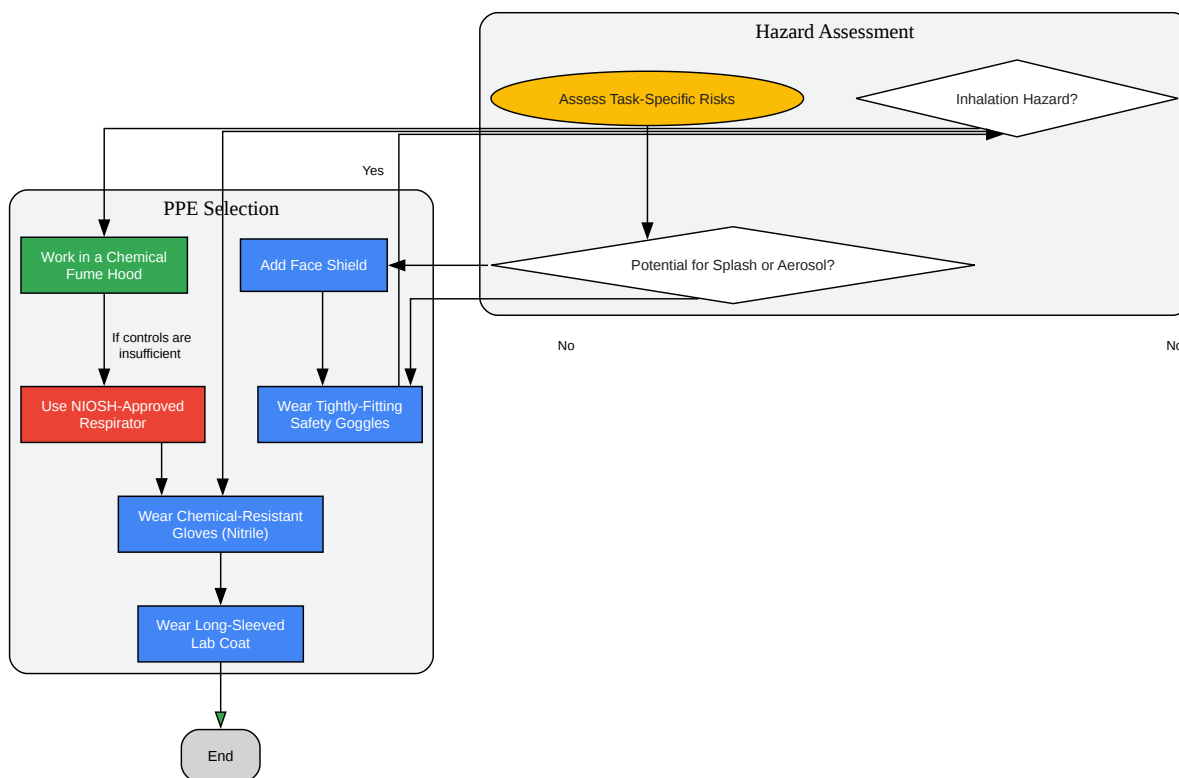 Hazard Assessment
Assess Task-Specific Risks
Inhalation Hazard?
Yes
PPE Selection
Work in a Chemical
Fume Hood
Add Face Shield
Potential for Splash or Aerosol?
If controls are
insufficient
No
No
Use NIOSH-Approved
Respirator
Wear Tightly-Fitting
Safety Goggles
Wear Chemical-Resistant
Gloves (Nitrile)
Wear Long-Sleeved
Lab Coat
End